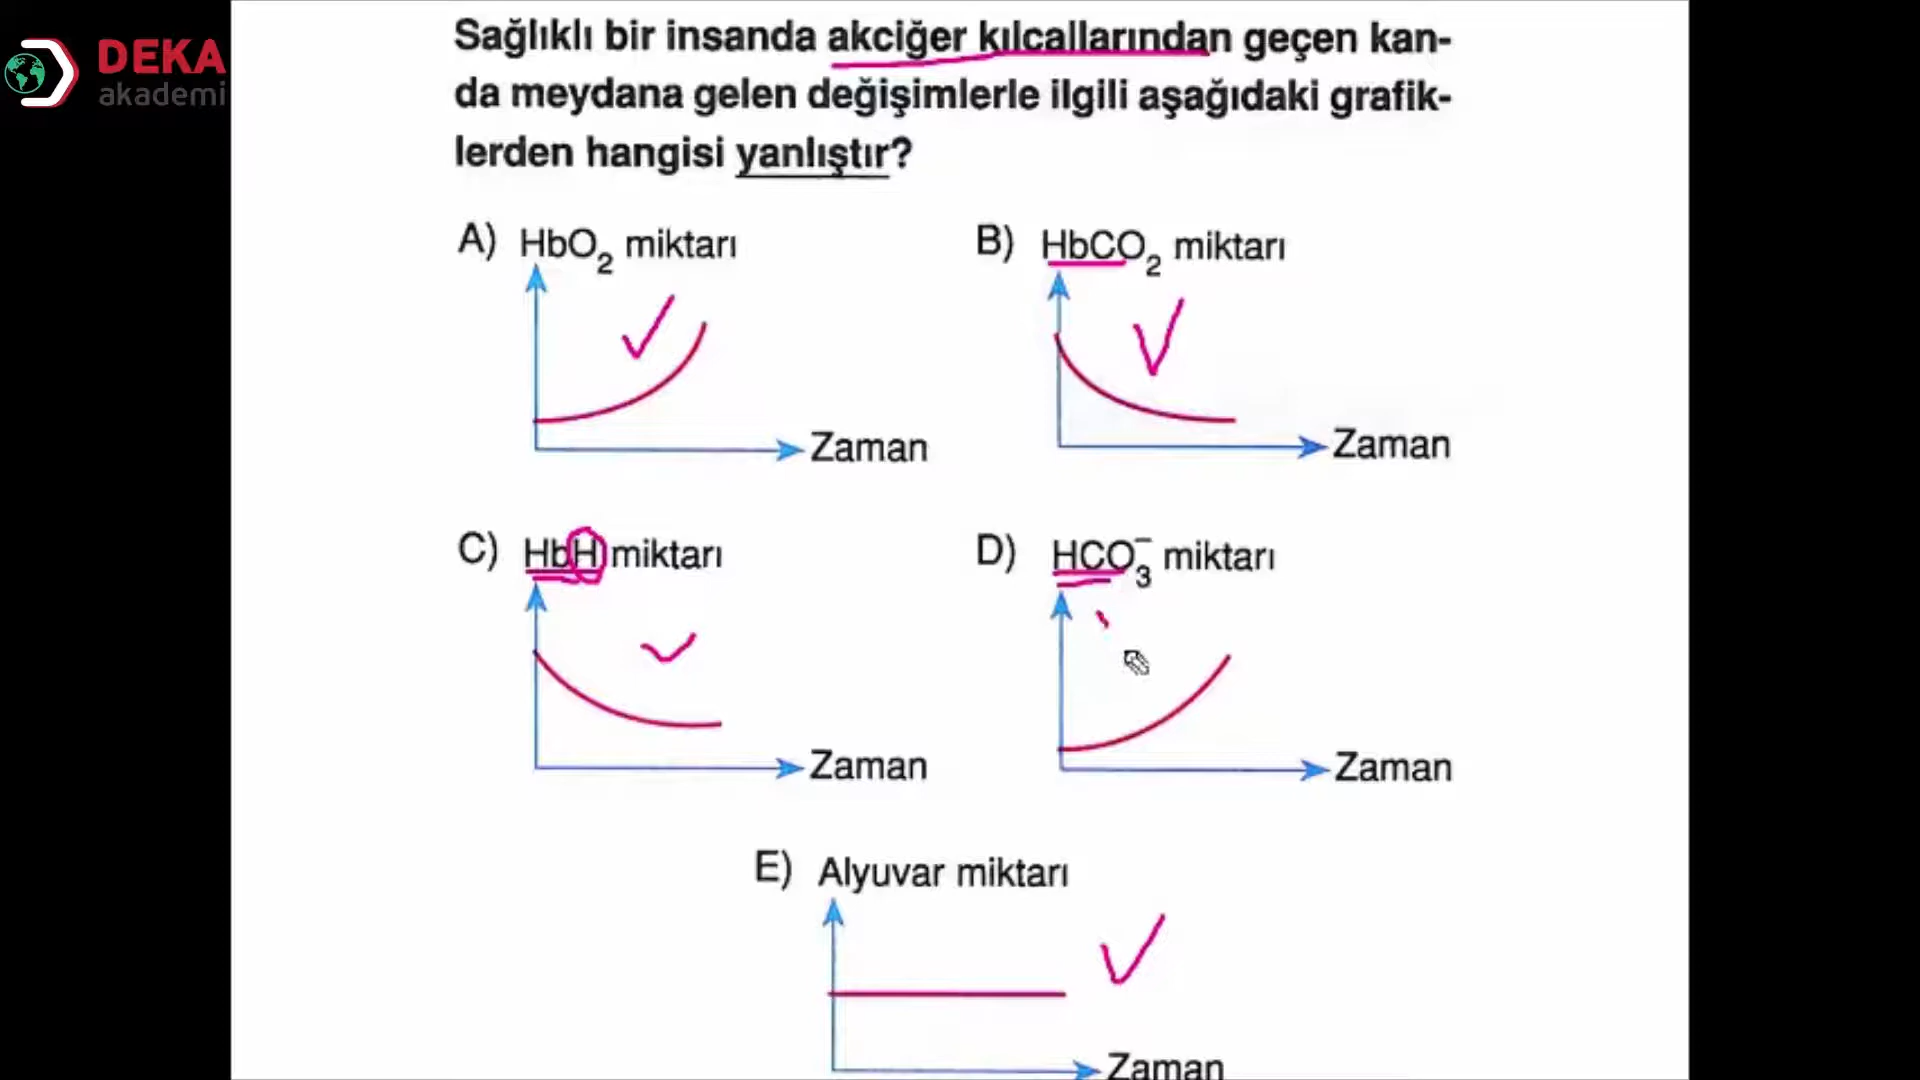 DEKA
akademi
Sağlıklı bir insanda akciğer kılcallarından geçen kan-
da meydana gelen değişimlerle ilgili aşağıdaki grafik-
lerden hangisi yanlıştır?
A) HbO₂ miktarı
B) HbCO₂ miktarı
Zaman
Zaman
C) HbH miktarı
D) HCO₃⁻ miktarı
Zaman
Zaman
E) Alyuvar miktarı
Zaman